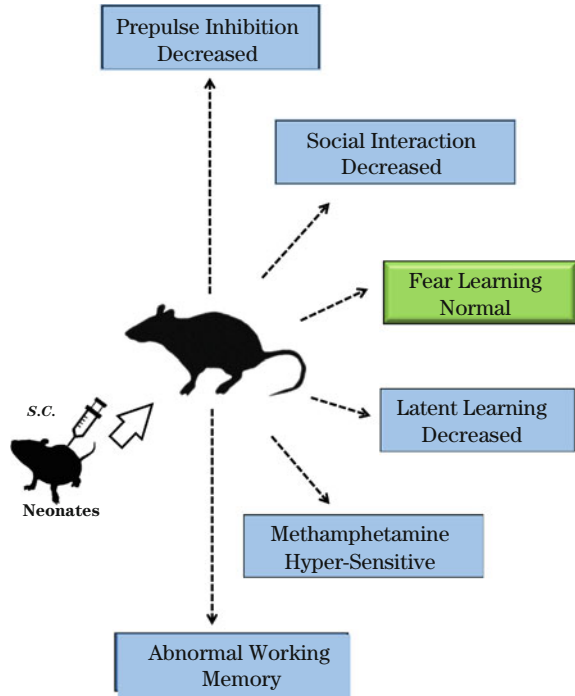 Prepulse Inhibition
Decreased
Social Interaction
Decreased
Fear Learning
Normal
Latent Learning
Decreased
S.C.
Neonates
Methamphetamine
Hyper-Sensitive
Abnormal Working
Memory